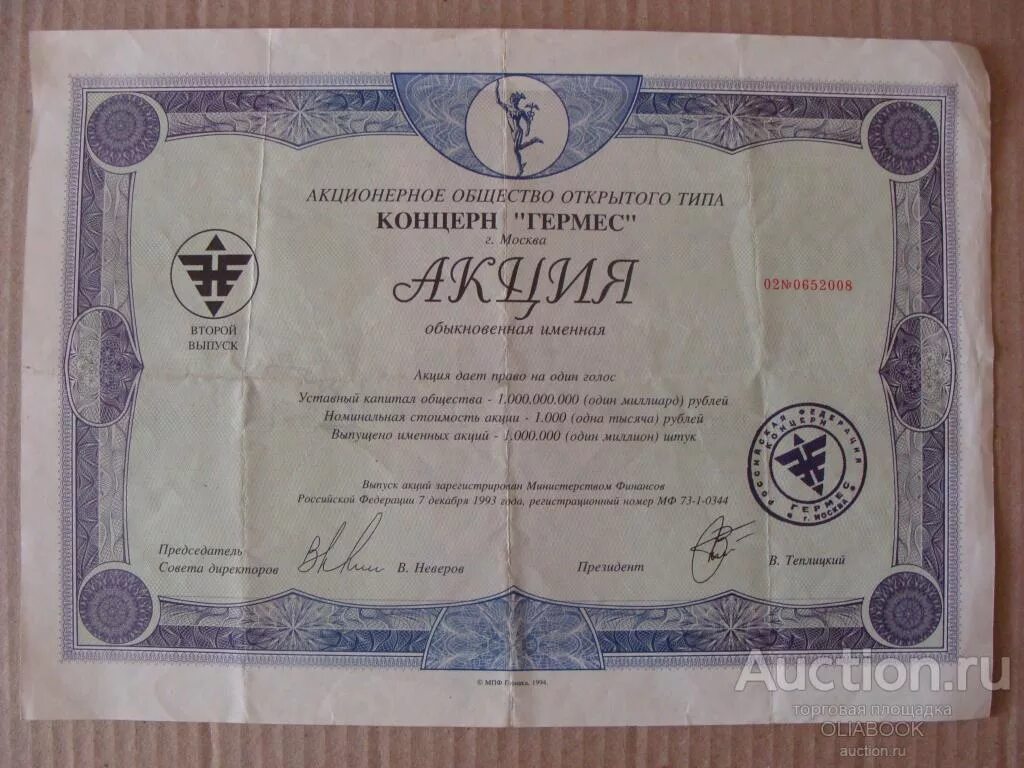 АКЦИОНЕРНОЕ ОБЩЕСТВО ОТКРЫТОГО ТИПА
КОНЦЕРН "ГЕРМЕС"
г. Москва
АКЦИЯ
02№0652008
обыкновенная именная
ВТОРОЙ
ВЫПУСК
Акция дает право на один голос
Уставный капитал общества - 1.000.000.000 (один миллиард) рублей
Номинальная стоимость акции - 1.000 (одна тысяча) рублей
Выпущено именных акций - 1.000.000 (один миллион) штук
РОССИЙСКАЯ ФЕДЕРАЦИЯ
КОНЦЕРН
ГЕРМЕС
г. МОСКВА
Выпуск акций зарегистрирован Министерством Финансов
Российской Федерации 7 декабря 1993 года, регистрационный номер МФ 73-1-0344
Председатель
Совета директоров В. Неверов
Президент В. Теплицкий
© МПФ 1994.
Auction.ru
торговая площадка
OLIABOOK
auction.ru